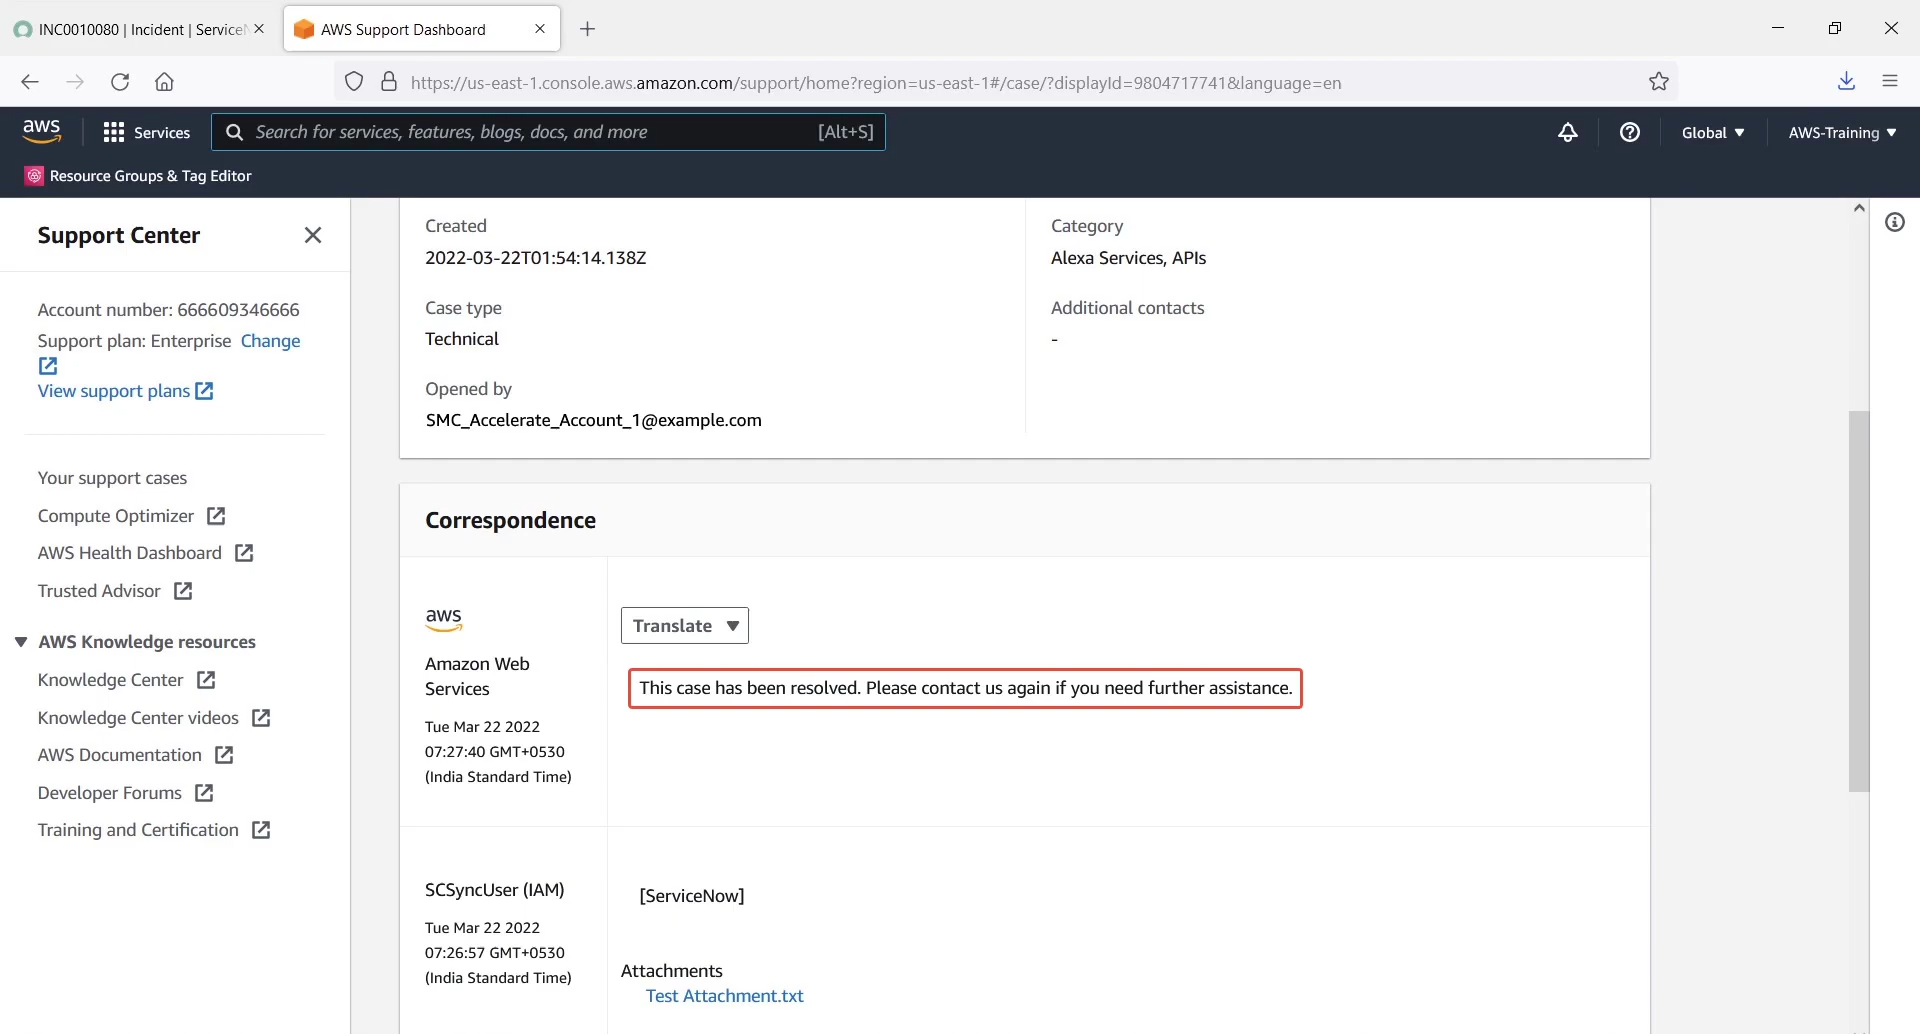 INC0010080 | Incident | Service
AWS Support Dashboard
https://us-east-1.console.aws.amazon.com/support/home?region=us-east-1#/case/?displayId=9804717741&language=en
aws
Services
Search for services, features, blogs, docs, and more
[Alt+S]
Global
AWS-Training
Resource Groups & Tag Editor
Support Center
Account number: 666609346666
Support plan: Enterprise Change
View support plans
Your support cases
Compute Optimizer
AWS Health Dashboard
Trusted Advisor
AWS Knowledge resources
Knowledge Center
Knowledge Center videos
AWS Documentation
Developer Forums
Training and Certification
Created
2022-03-22T01:54:14.138Z
Case type
Technical
Opened by
SMC_Accelerate_Account_1@example.com
Category
Alexa Services, APIs
Additional contacts
-
Correspondence
aws
Amazon Web
Services
Tue Mar 22 2022
07:27:40 GMT+0530
(India Standard Time)
Translate
This case has been resolved. Please contact us again if you need further assistance.
SCSyncUser (IAM)
Tue Mar 22 2022
07:26:57 GMT+0530
(India Standard Time)
[ServiceNow]
Attachments
Test Attachment.txt